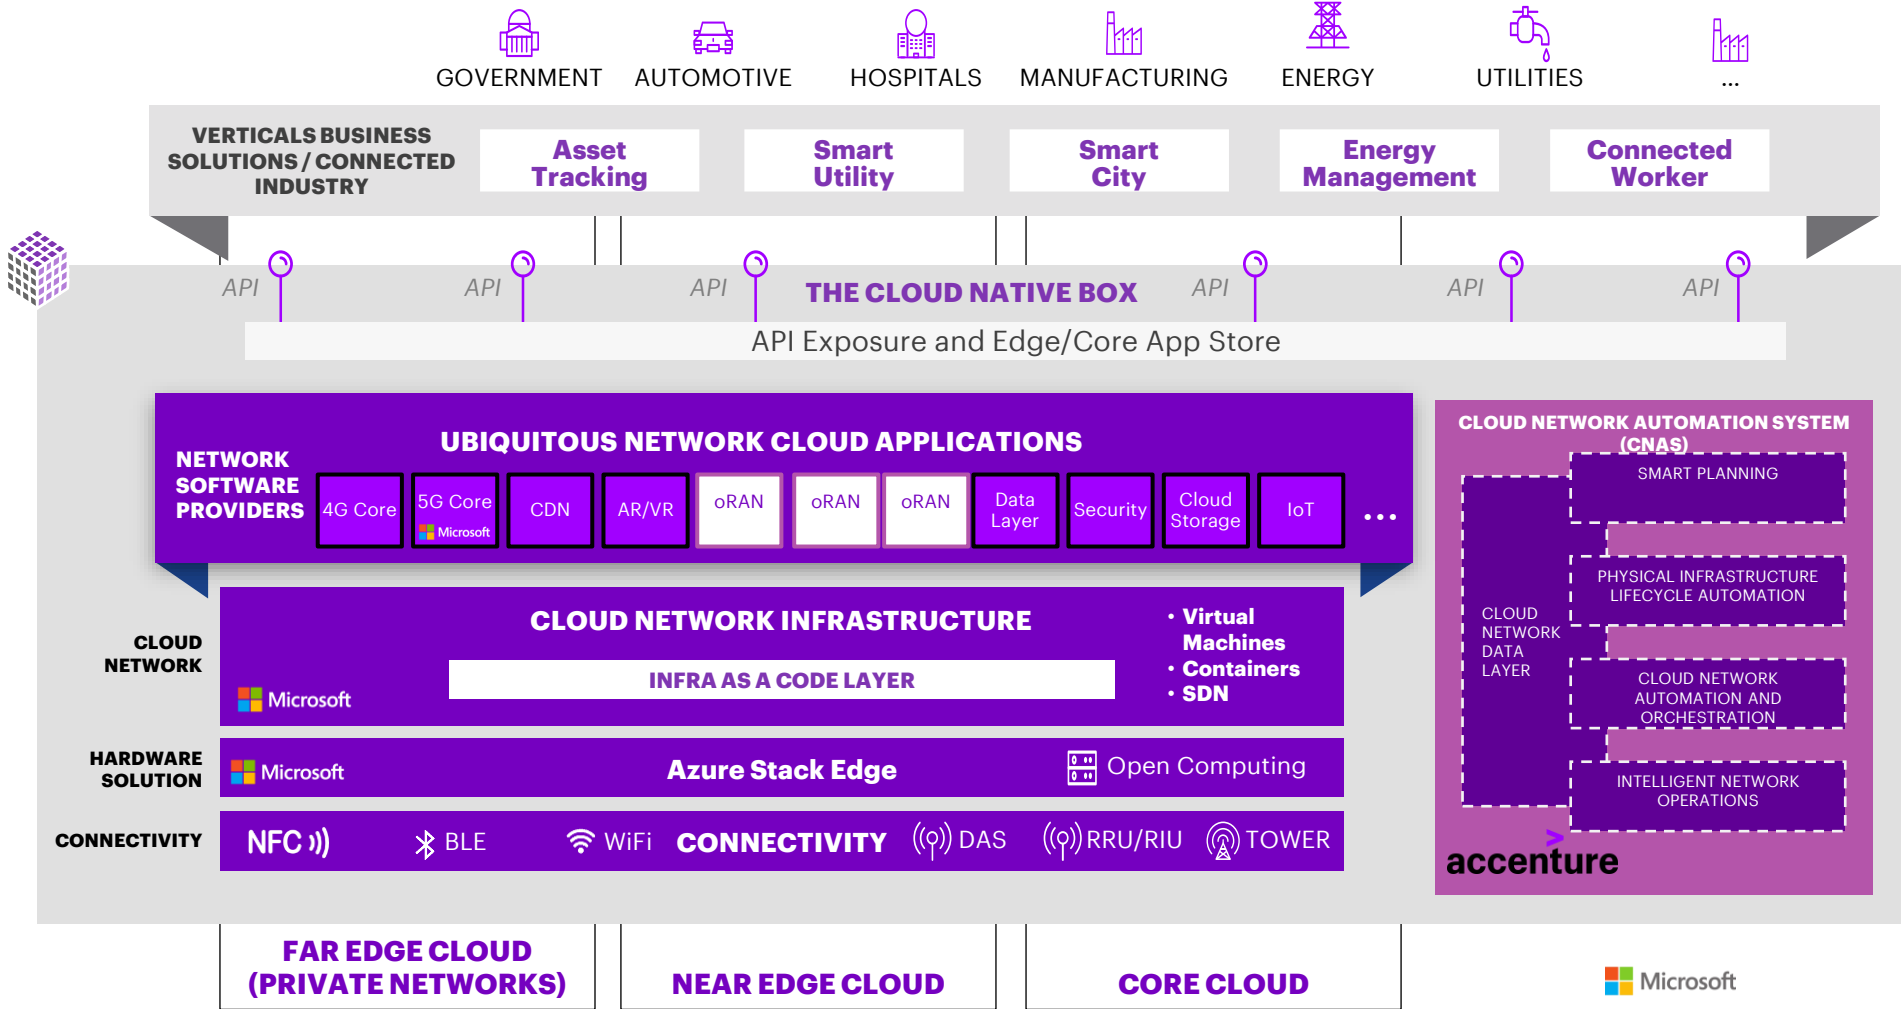 GOVERNMENT
AUTOMOTIVE
HOSPITALS
MANUFACTURING
ENERGY
UTILITIES
...
VERTICALS BUSINESS
SOLUTIONS / CONNECTED
INDUSTRY
Asset
Tracking
Smart
Utility
Smart
City
Energy
Management
Connected
Worker
API
API
API
THE CLOUD NATIVE BOX
API
API
API
API Exposure and Edge/Core App Store
NETWORK
SOFTWARE
PROVIDERS
UBIQUITOUS NETWORK CLOUD APPLICATIONS
4G Core
5G Core
Microsoft
CDN
AR/VR
oRAN
oRAN
oRAN
Data
Layer
Security
Cloud
Storage
IoT
...
CLOUD
NETWORK
CLOUD NETWORK INFRASTRUCTURE
INFRA AS A CODE LAYER
Microsoft
• Virtual
Machines
• Containers
• SDN
HARDWARE
SOLUTION
Microsoft
Azure Stack Edge
Open Computing
CONNECTIVITY
NFC
BLE
WiFi
CONNECTIVITY
DAS
RRU/RIU
TOWER
CLOUD NETWORK AUTOMATION SYSTEM
(CNAS)
CLOUD
NETWORK
DATA
LAYER
SMART PLANNING
PHYSICAL INFRASTRUCTURE
LIFECYCLE AUTOMATION
CLOUD NETWORK
AUTOMATION AND
ORCHESTRATION
INTELLIGENT NETWORK
OPERATIONS
accenture
FAR EDGE CLOUD
(PRIVATE NETWORKS)
NEAR EDGE CLOUD
CORE CLOUD
Microsoft